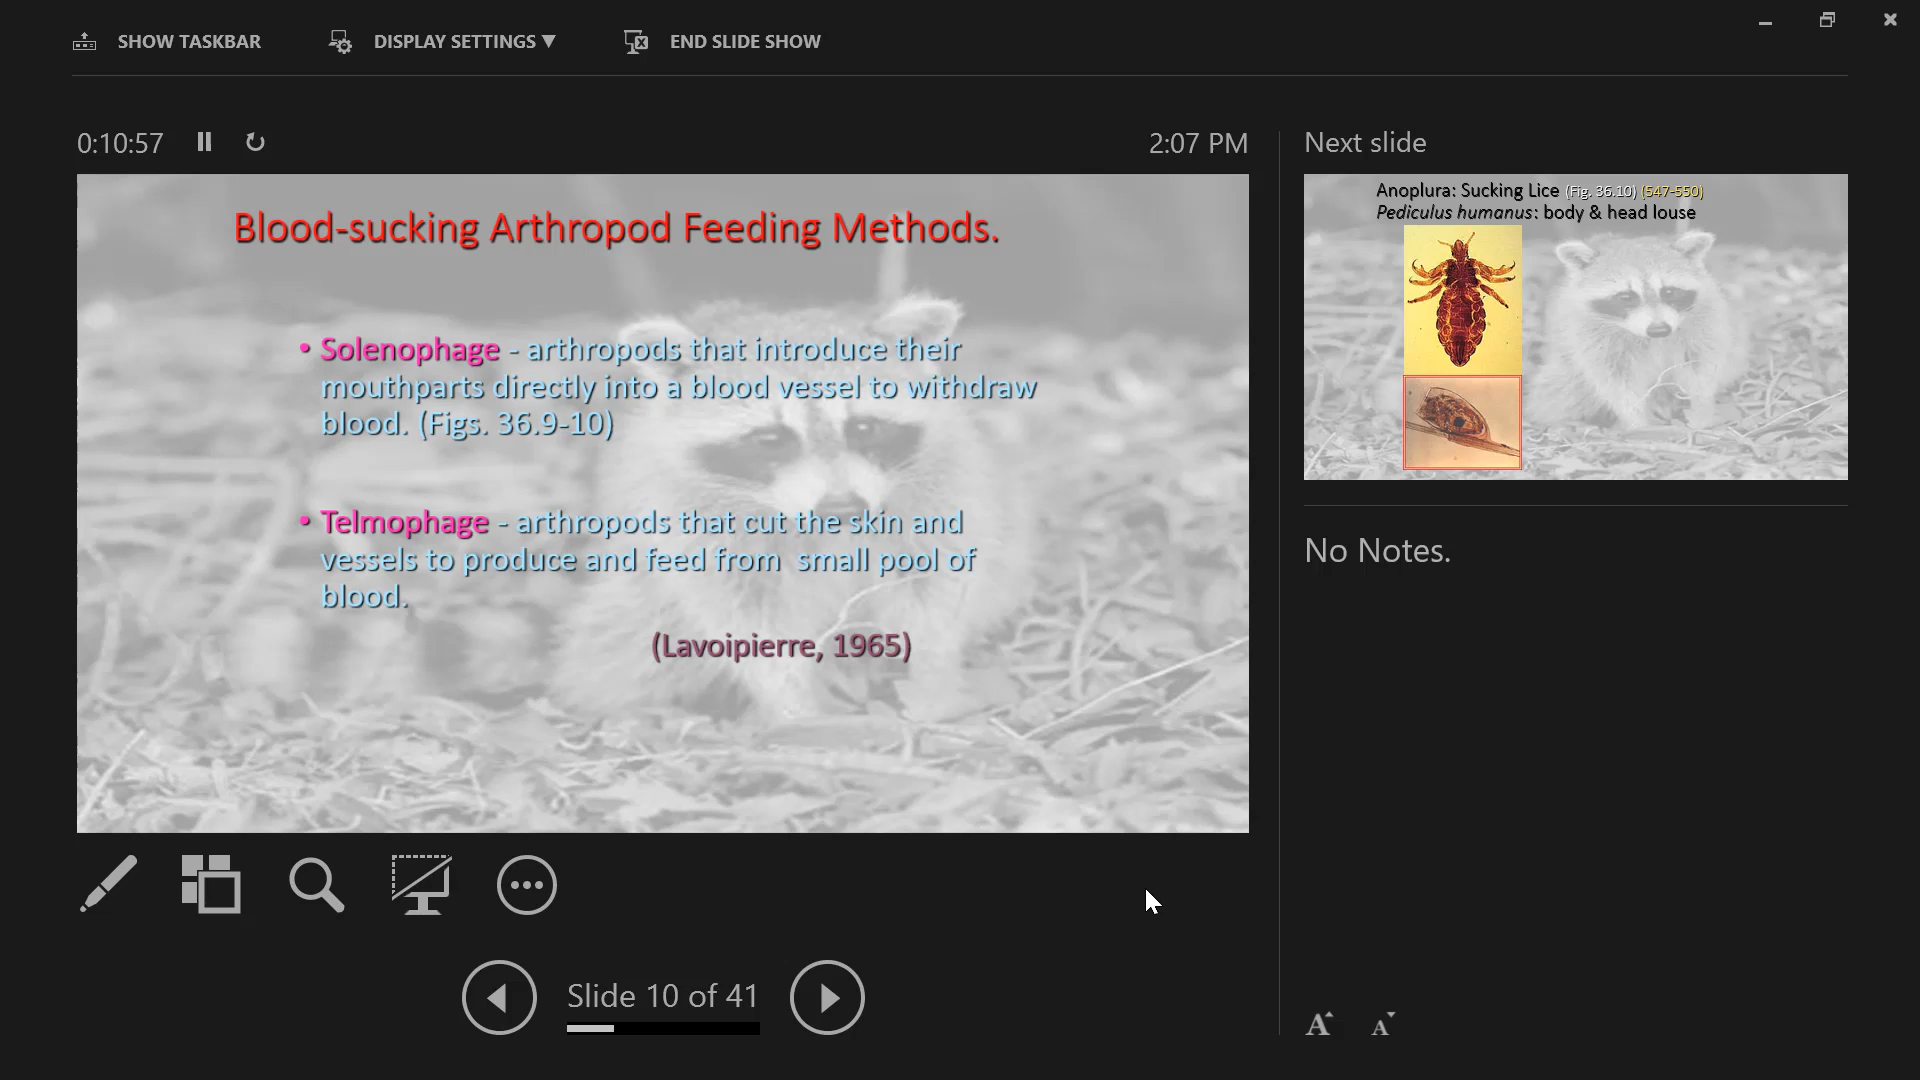 SHOW TASKBAR
DISPLAY SETTINGS ▼
END SLIDE SHOW
0:10:57
2:07 PM
Blood-sucking Arthropod Feeding Methods.
• Solenophage - arthropods that introduce their
mouthparts directly into a blood vessel to withdraw
blood. (Figs. 36.9-10)
• Telmophage - arthropods that cut the skin and
vessels to produce and feed from  small pool of
blood.
(Lavoipierre, 1965)
Slide 10 of 41
Next slide
Anoplura: Sucking Lice (Fig. 36.10) (547-550)
Pediculus humanus: body & head louse
No Notes.
A
A